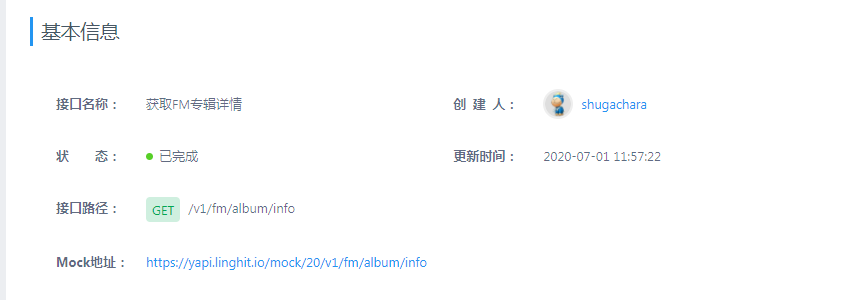 基本信息
接口名称： 获取FM专辑详情 创 建 人： shugachara
状 态： 已完成 更新时间： 2020-07-01 11:57:22
接口路径： GET /v1/fm/album/info
Mock地址： https://yapi.linghit.io/mock/20/v1/fm/album/info